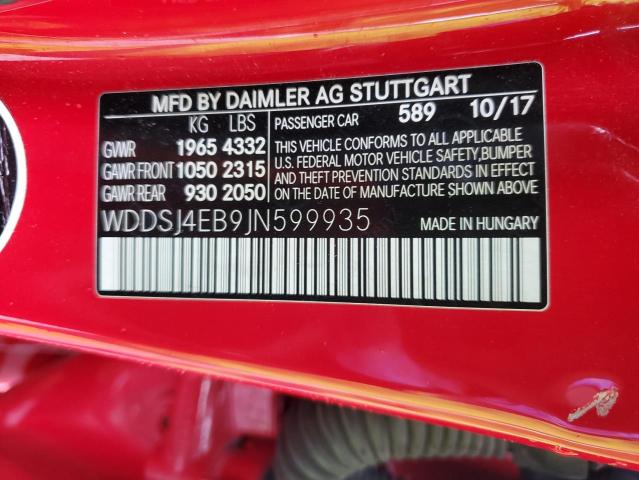 MFD BY DAIMLER AG STUTTGART
KG LBS PASSENGER CAR 589 10/17
GVWR 1965 4332
GAWR FRONT 1050 2315
GAWR REAR 930 2050
THIS VEHICLE CONFORMS TO ALL APPLICABLE
U.S. FEDERAL MOTOR VEHICLE SAFETY,BUMPER
AND THEFT PREVENTION STANDARDS IN EFFECT
ON THE DATE OF MANUFACTURE SHOWN ABOVE
WDDSJ4EB9JN599935 MADE IN HUNGARY